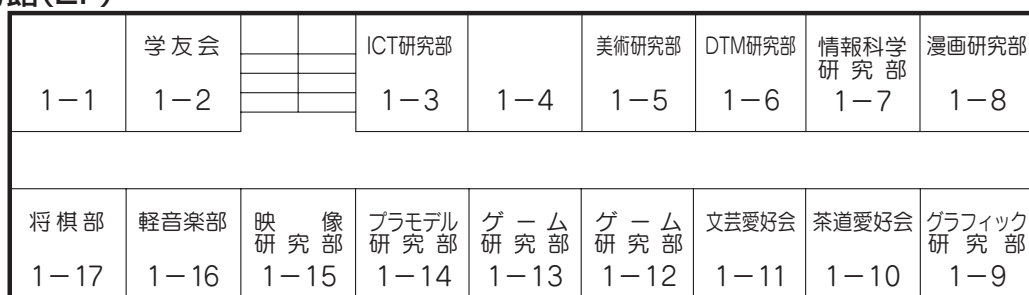 学友会
ICT研究部
美術研究部
DTM研究部
情報科学
研究部
漫画研究部
1－1
1－2
1－3
1－4
1－5
1－6
1－7
1－8
将棋部
軽音楽部
映像
研究部
プラモデル
研究部
ゲーム
研究部
ゲーム
研究部
文芸愛好会
茶道愛好会
グラフィック
研究部
1－17
1－16
1－15
1－14
1－13
1－12
1－11
1－10
1－9